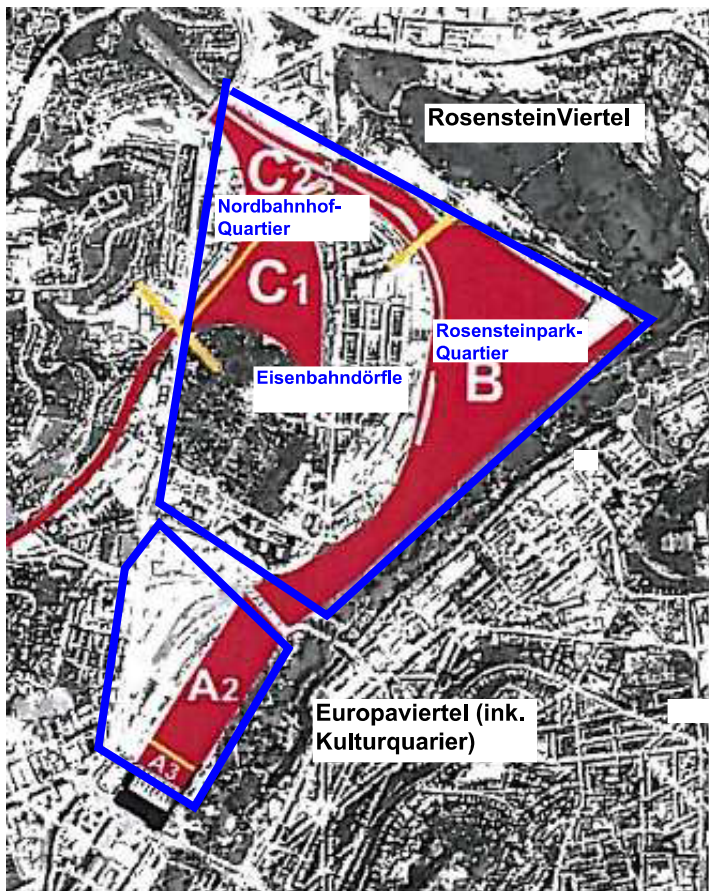 RosensteinViertel
C2
Nordbahnhof-
Quartier
C1
Rosensteinpark-
Quartier
Eisenbahndörfle
B
A2
Europaviertel (ink.
Kulturquarier)
A3